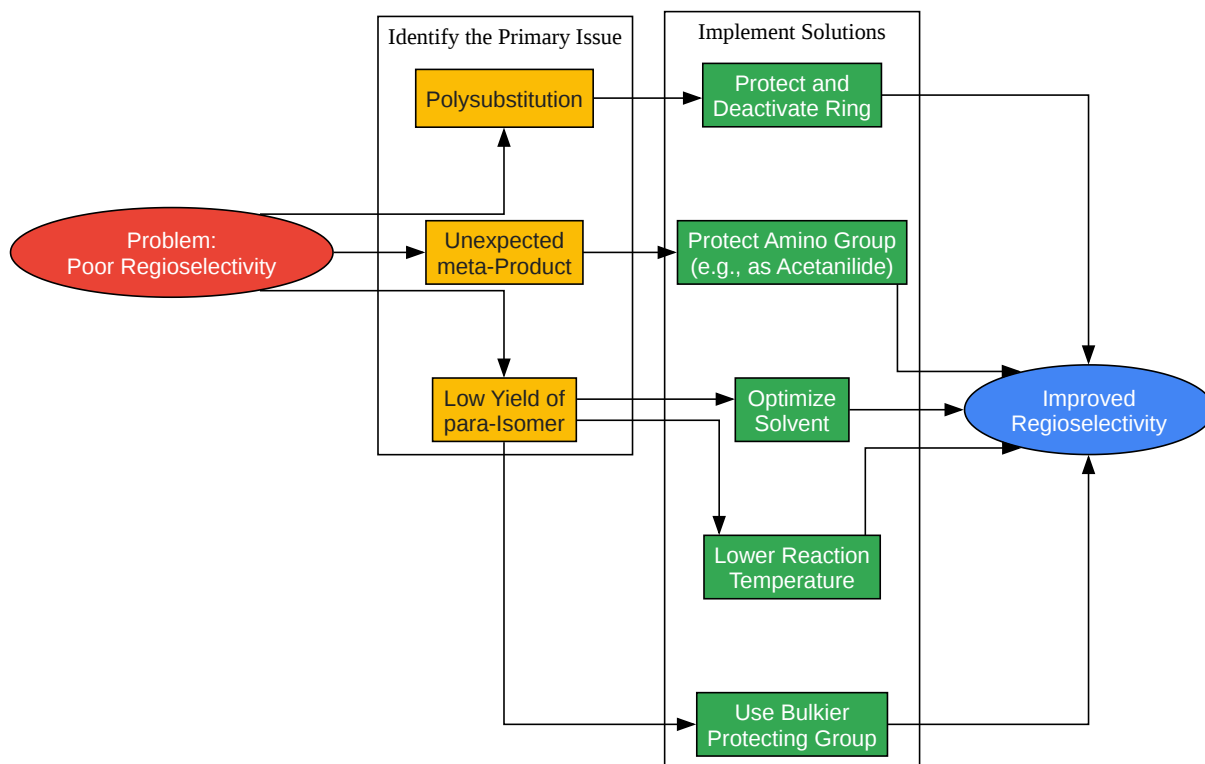 Identify the Primary Issue
Implement Solutions
Polysubstitution
Protect and
Deactivate Ring
Problem:
Poor Regioselectivity
Unexpected
meta-Product
Protect Amino Group
(e.g., as Acetanilide)
Low Yield of
para-Isomer
Optimize
Solvent
Improved
Regioselectivity
Lower Reaction
Temperature
Use Bulkier
Protecting Group